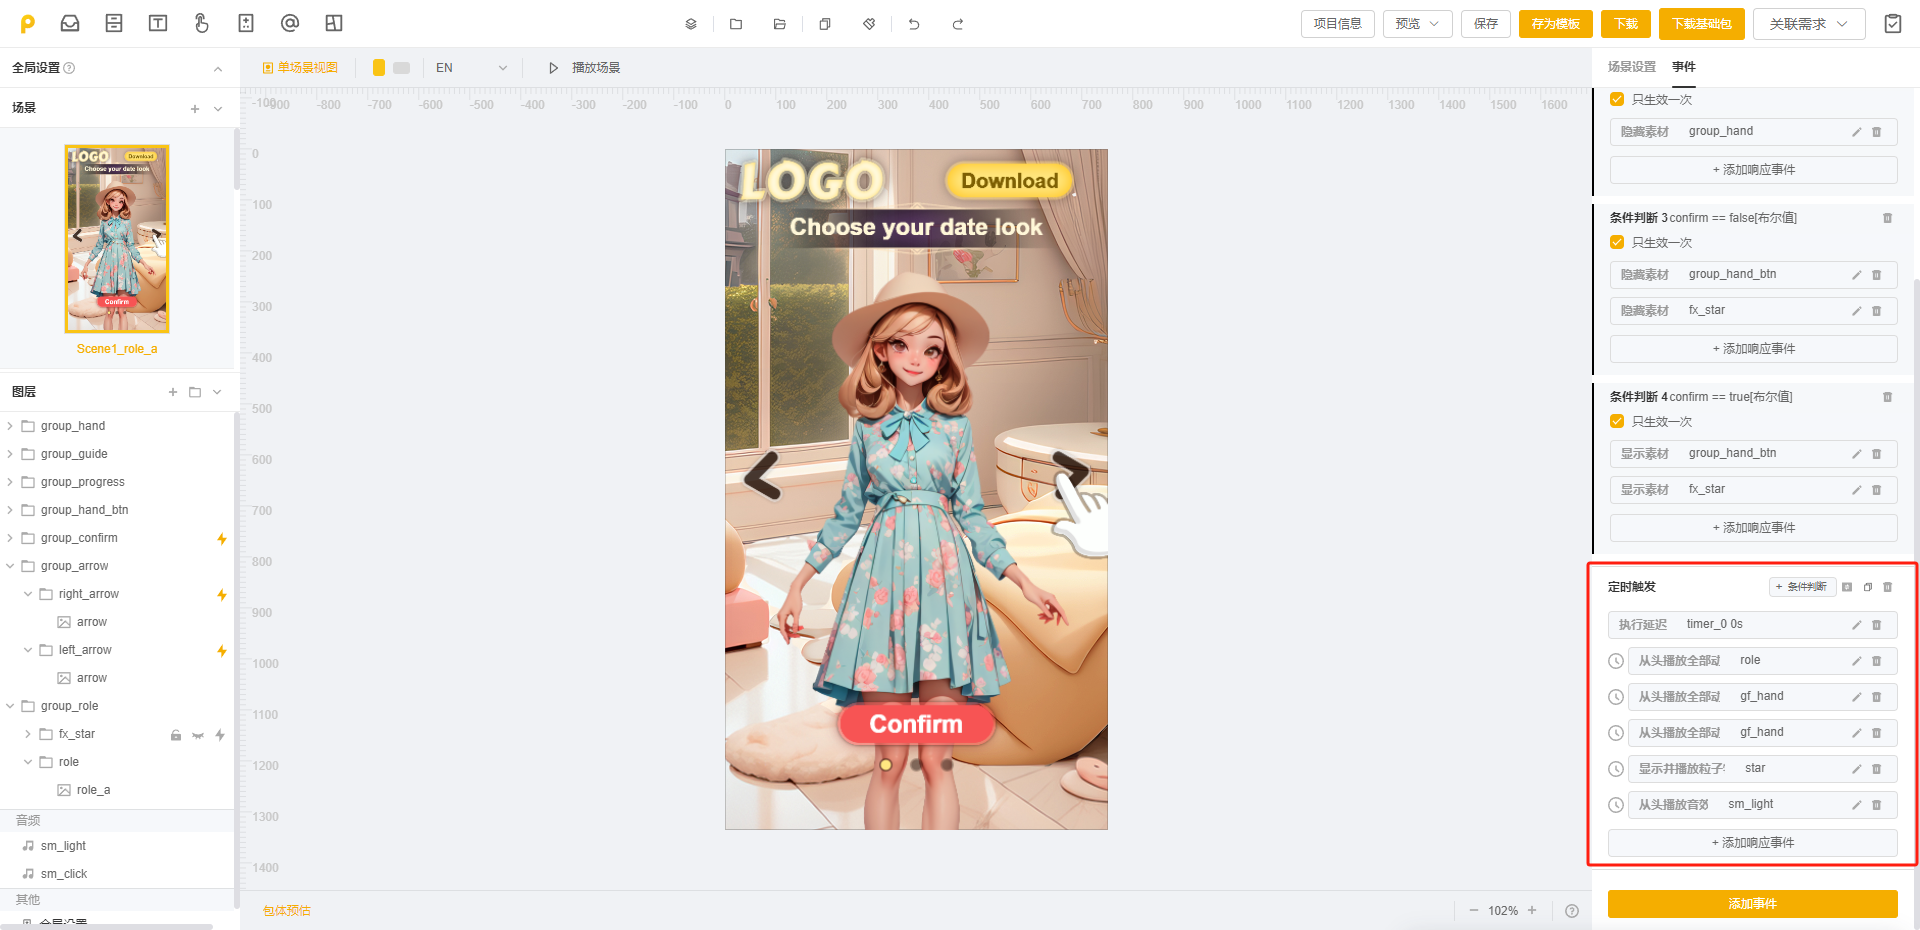 项目信息
预览
保存
存为模板
下载
下载基础包
关联需求
全局设置
单场景视图
EN
播放场景
场景设置
事件
场景
-100
-900
-800
-700
-600
-500
-400
-300
-200
-100
0
100
200
300
400
500
600
700
800
900
1000
1100
1200
1300
1400
1500
1600
LOGO
Download
Choose your date look
Confirm
Scene1_role_a
图层
group_hand
group_guide
group_progress
group_hand_btn
group_confirm
group_arrow
right_arrow
arrow
left_arrow
arrow
group_role
fx_star
role
role_a
音频
sm_light
sm_click
其他
全局设置
0
100
200
300
400
500
600
700
800
900
1000
1100
1200
1300
1400
LOGO
Download
Choose your date look
Confirm
包体预估
102%
只生效一次
隐藏素材 group_hand
+ 添加响应事件
条件判断 3 confirm == false[布尔值]
只生效一次
隐藏素材 group_hand_btn
隐藏素材 fx_star
+ 添加响应事件
条件判断 4 confirm == true[布尔值]
只生效一次
显示素材 group_hand_btn
显示素材 fx_star
+ 添加响应事件
定时触发
+ 条件判断
执行延迟 timer_0 0s
从头播放全部动 role
从头播放全部动 gf_hand
从头播放全部动 gf_hand
显示并播放粒子 star
从头播放音效 sm_light
+ 添加响应事件
添加事件